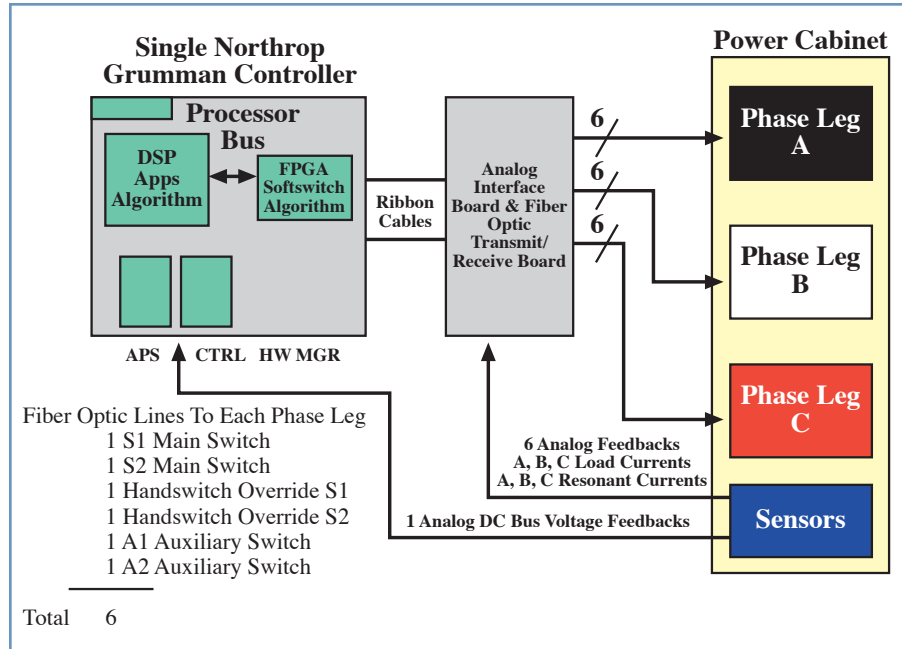 Single Northrop
Grumman Controller
Processor
Bus
DSP
Apps
Algorithm
FPGA
Softswitch
Algorithm
APS
CTRL
HW MGR
Ribbon
Cables
Analog
Interface
Board & Fiber
Optic
Transmit/
Receive Board
6
6
6
Power Cabinet
Phase Leg
A
Phase Leg
B
Phase Leg
C
Sensors
6 Analog Feedbacks
A, B, C Load Currents
A, B, C Resonant Currents
1 Analog DC Bus Voltage Feedbacks
Fiber Optic Lines To Each Phase Leg
1 S1 Main Switch
1 S2 Main Switch
1 Handswitch Override S1
1 Handswitch Override S2
1 A1 Auxiliary Switch
1 A2 Auxiliary Switch
Total 6